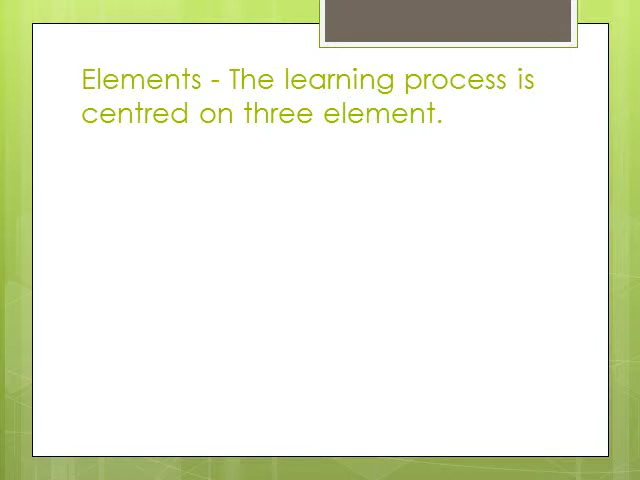 Elements - The learning process is
centred on three element.